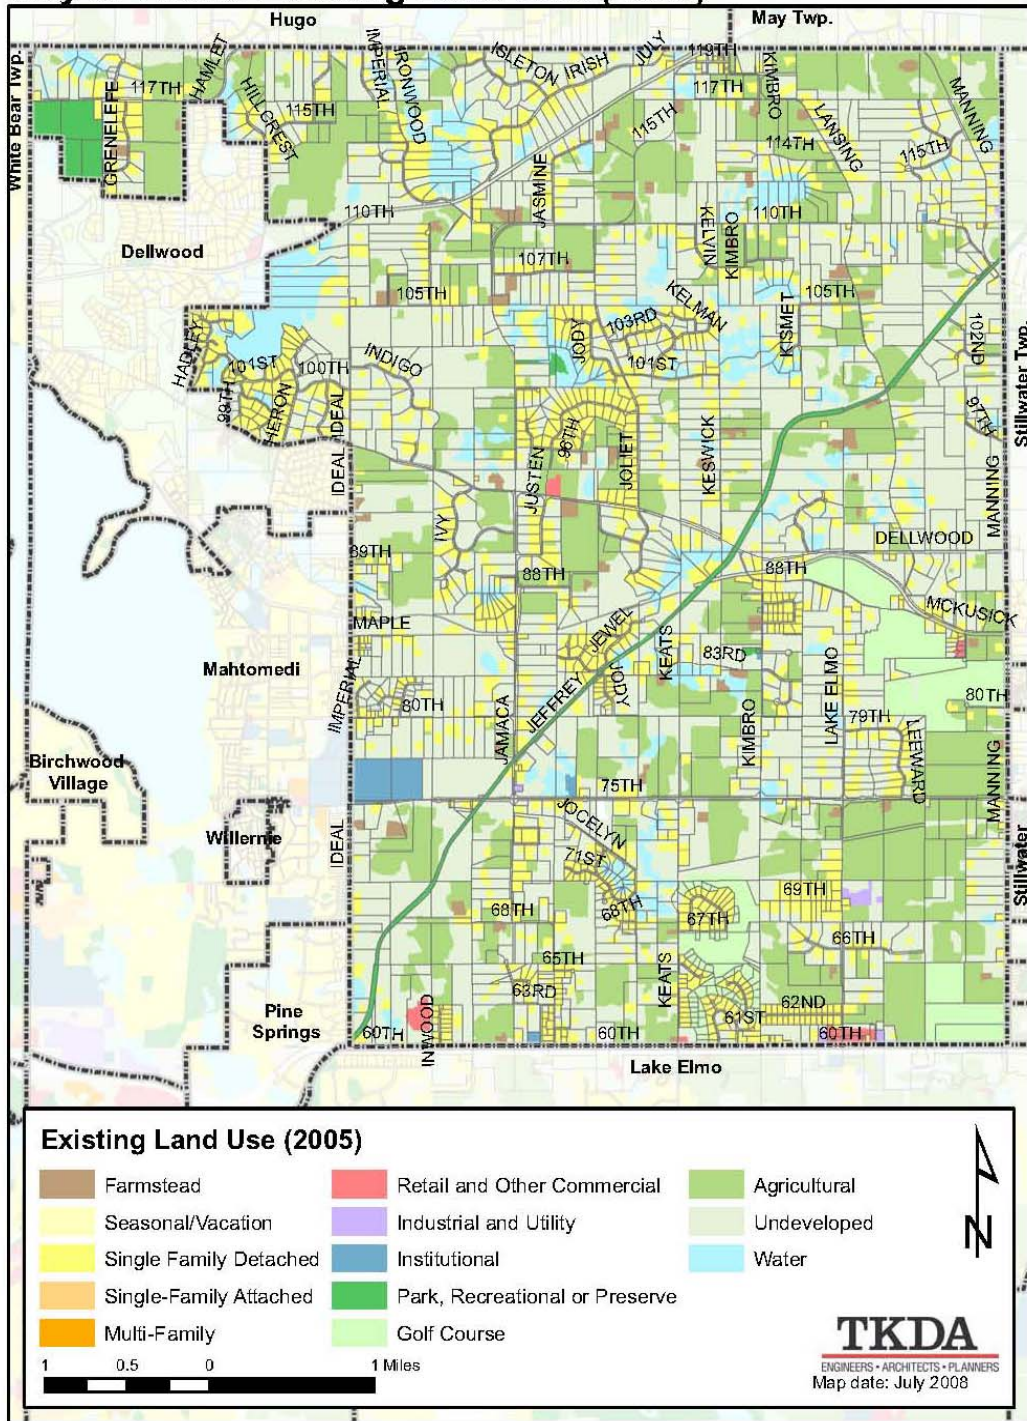 Hugo
May Twp.
White Bear Twp.
HAMLET
IMPERIAL
IRONWOOD
ISLETON
IRISH
JULY
119TH
117TH
GRENELEFE
HILLCREST
115TH
117TH
KIMBRO
LANSING
MANNING
115TH
114TH
115TH
110TH
JASMINE
KELVIN
KIMBRO
110TH
Dellwood
107TH
105TH
KELMAN
105TH
KISMET
HADLEY
101ST
100TH
INDIGO
JODY
103RD
101ST
102ND
Stillwater Twp.
99TH
HERON
IDEAL
IDEAL
IDEAL
JUSTEN
96TH
JOLIET
KESWICK
97TH
MANNING
IVY
89TH
88TH
DELLWOOD
88TH
MAPLE
JEWEL
MCKUSICK
Mahtomedi
IMPERIAL
KEATS
83RD
80TH
JAMACA
JEFFREY
JODY
KIMBRO
LAKE ELMO
79TH
80TH
LEEWARD
Birchwood
Village
75TH
MANNING
Willernie
IDEAL
JOCELYN
71ST
68TH
68TH
67TH
69TH
Stillwater
66TH
65TH
63RD
KEATS
62ND
61ST
Pine
Springs
60TH
INWOOD
60TH
60TH
Lake Elmo
Existing Land Use (2005)
Farmstead
Seasonal/Vacation
Single Family Detached
Single-Family Attached
Multi-Family
Retail and Other Commercial
Industrial and Utility
Institutional
Park, Recreational or Preserve
Golf Course
Agricultural
Undeveloped
Water
N
1 0.5 0 1 Miles
TKDA
ENGINEERS • ARCHITECTS • PLANNERS
Map date: July 2008